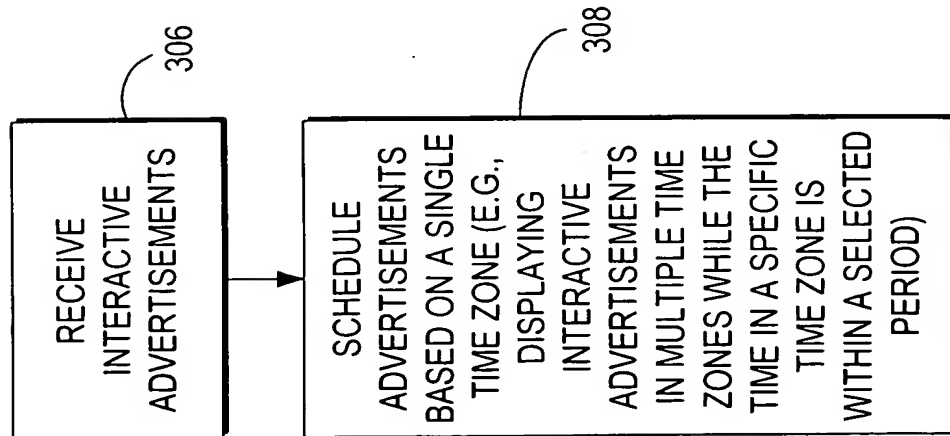 RECEIVE
INTERACTIVE
ADVERTISEMENTS
306
SCHEDULE
ADVERTISEMENTS
BASED ON A SINGLE
TIME ZONE (E.G.,
DISPLAYING
INTERACTIVE
ADVERTISEMENTS
IN MULTIPLE TIME
ZONES WHILE THE
TIME IN A SPECIFIC
TIME ZONE IS
WITHIN A SELECTED
PERIOD)
308